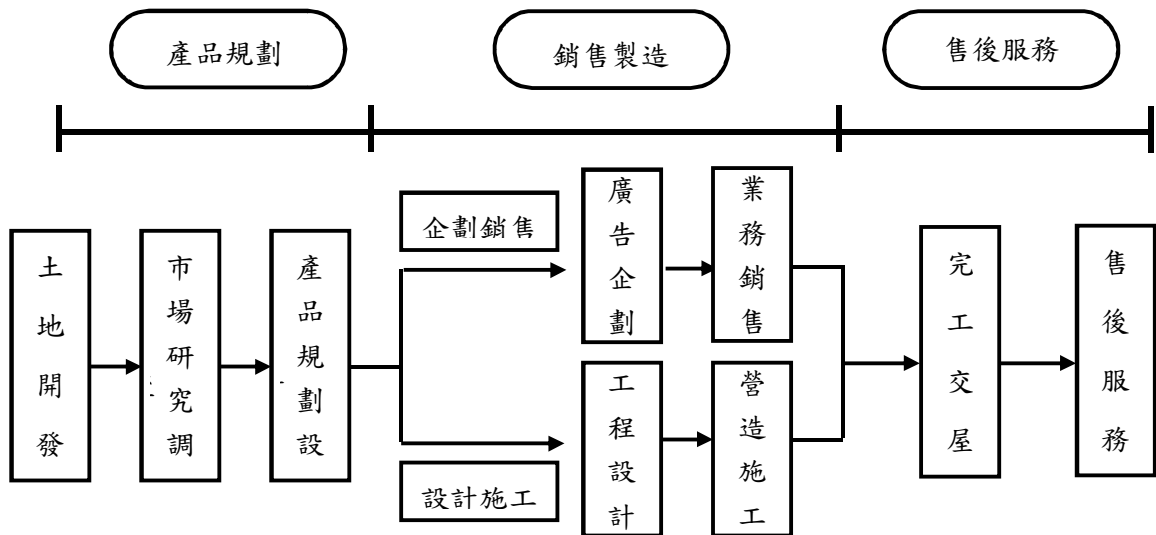 產品規劃
銷售製造
售後服務
土地開發
市場研究調
產品規劃設
企劃銷售
設計施工
廣告企劃
業務銷售
工程設計
營造施工
完工交屋
售後服務